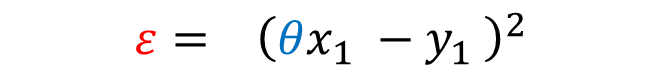 ε = (θx₁ − y₁)²